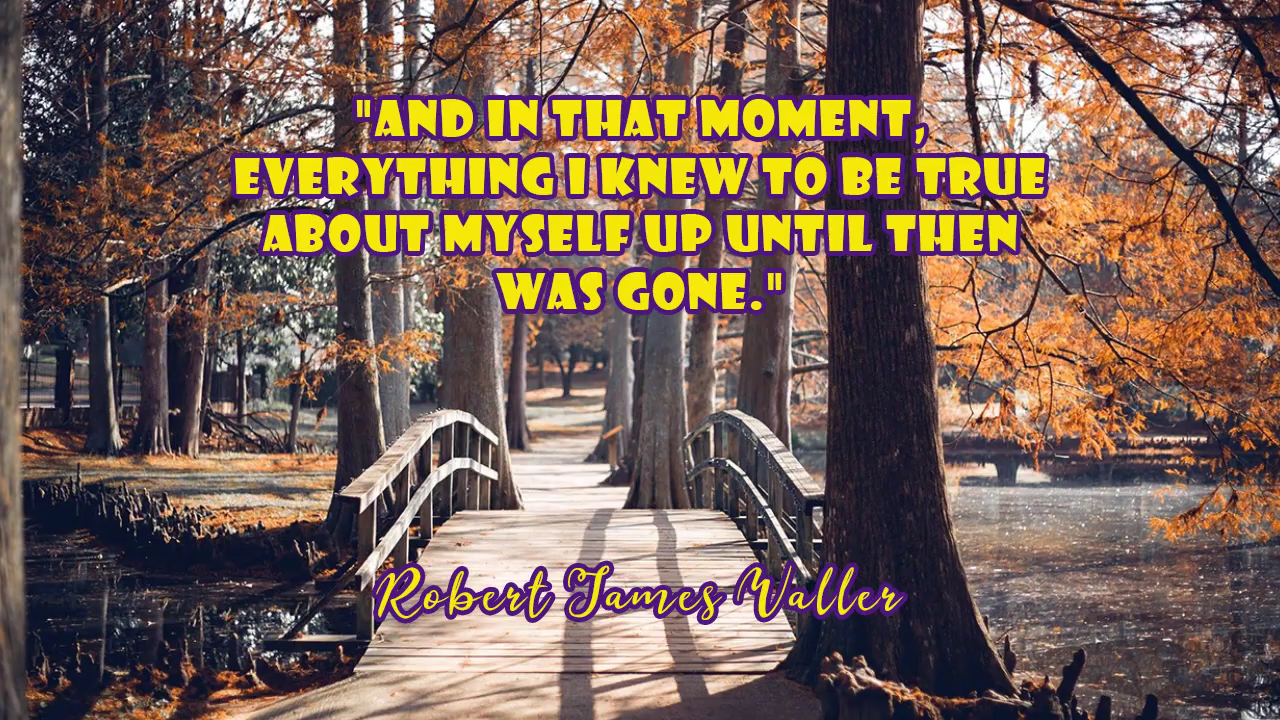 "AND IN THAT MOMENT,
EVERYTHING I KNEW TO BE TRUE
ABOUT MYSELF UP UNTIL THEN
WAS GONE."
Robert James Waller